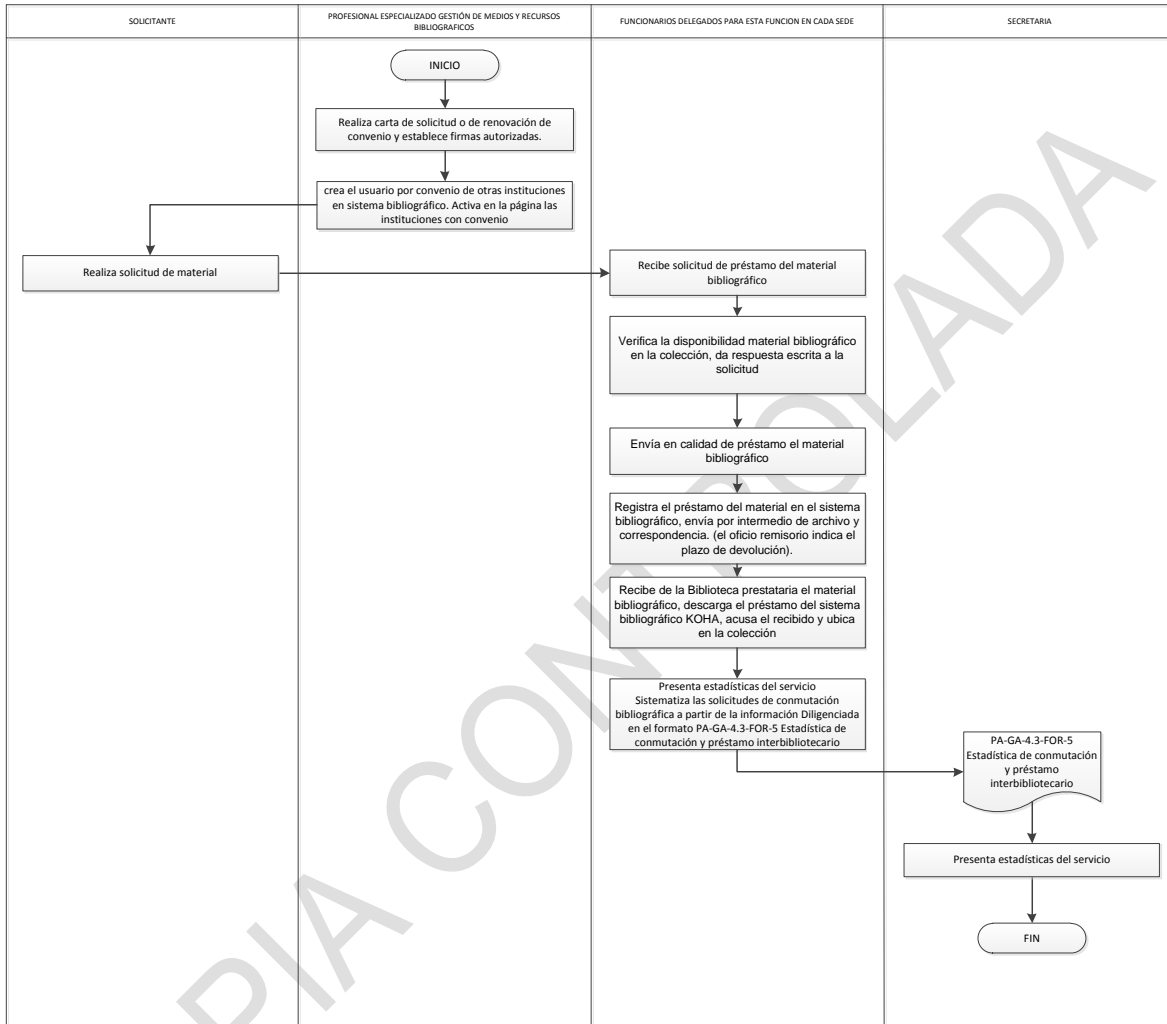 SOLICITANTE
PROFESIONAL ESPECIALIZADO GESTIÓN DE MEDIOS Y RECURSOS
BIBLIOGRAFICOS
FUNCIONARIOS DELEGADOS PARA ESTA FUNCION EN CADA SEDE
SECRETARIA
INICIO
Realiza carta de solicitud o de renovación de
convenio y establece firmas autorizadas.
crea el usuario por convenio de otras instituciones
en sistema bibliográfico. Activa en la página las
instituciones con convenio
Realiza solicitud de material
Recibe solicitud de préstamo del material
bibliográfico
Verifica la disponibilidad material bibliográfico
en la colección, da respuesta escrita a la
solicitud
Envía en calidad de préstamo el material
bibliográfico
Registra el préstamo del material en el sistema
bibliográfico, envía por intermedio de archivo y
correspondencia. (el oficio remisorio indica el
plazo de devolución).
Recibe de la Biblioteca prestataria el material
bibliográfico, descarga el préstamo del sistema
bibliográfico KOHA, acusa el recibido y ubica
en la colección
Presenta estadísticas del servicio
Sistematiza las solicitudes de conmutación
bibliográfica a partir de la información Diligenciada
en el formato PA-GA-4.3-FOR-5 Estadística de
conmutación y préstamo interbibliotecario
PA-GA-4.3-FOR-5
Estadística de conmutación
y préstamo
interbibliotecario
Presenta estadísticas del servicio
FIN
PIA CONTROLADA